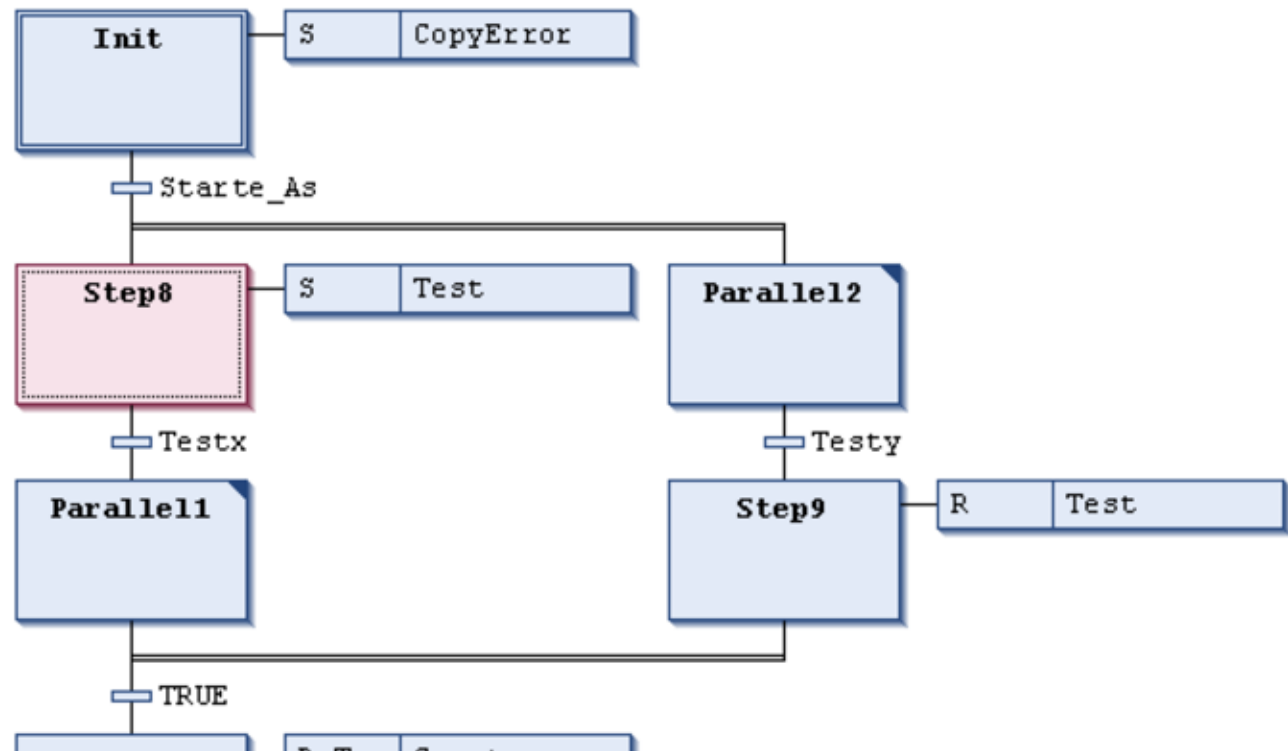 Init
S CopyError
Starte_As
Step8
S Test
Parallel2
Testx
Testy
Parallel1
Step9
R Test
TRUE